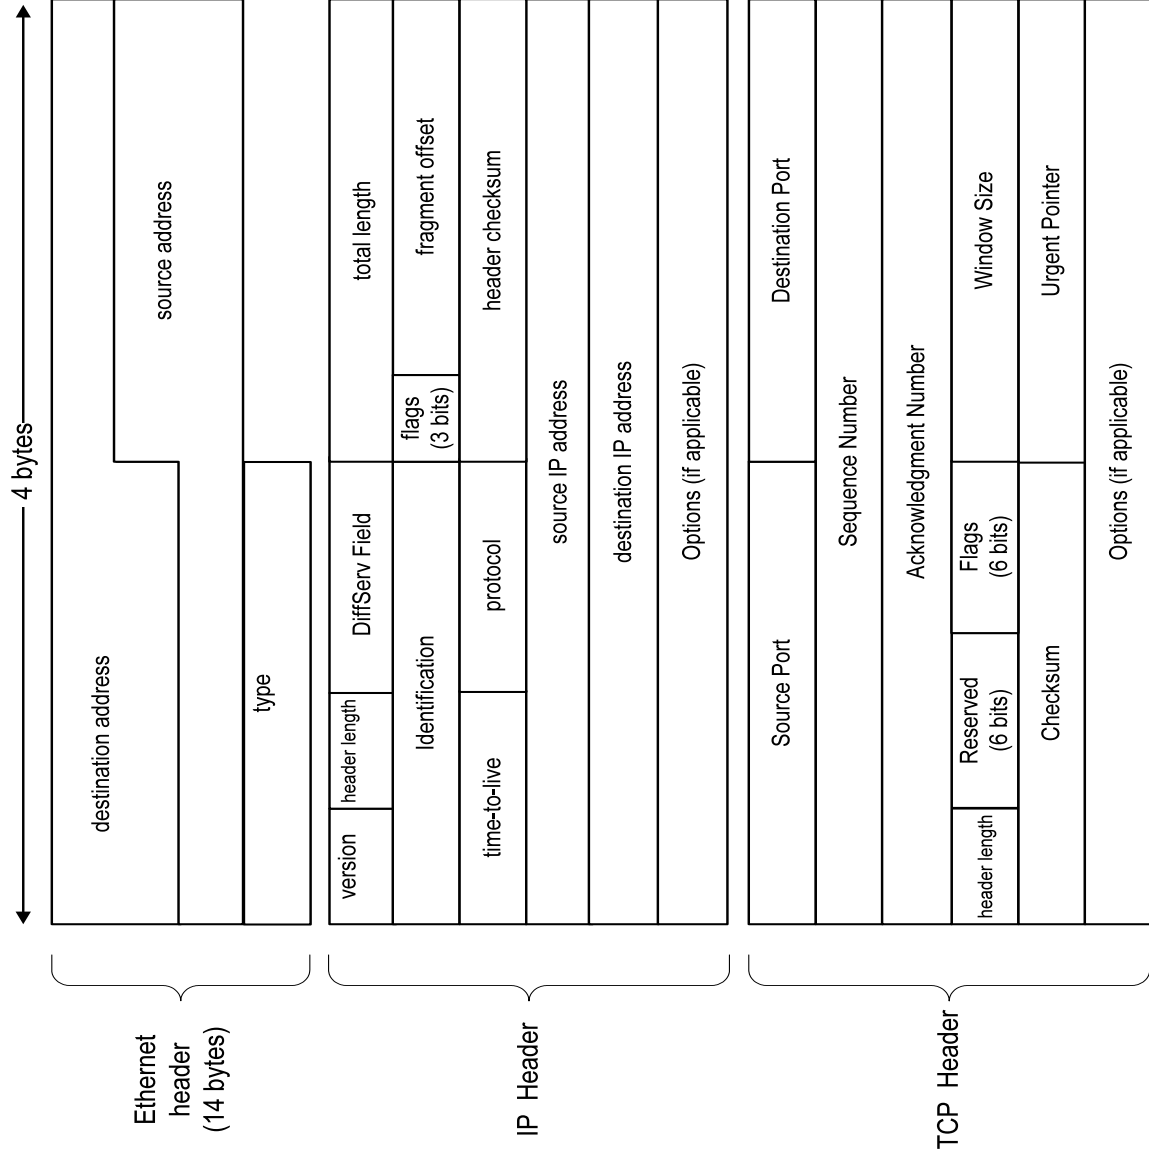 4 bytes
Ethernet
header
(14 bytes)
destination address
source address
type
IP Header
version
header length
DiffServ Field
total length
Identification
flags
(3 bits)
fragment offset
time-to-live
protocol
header checksum
source IP address
destination IP address
Options (if applicable)
TCP Header
Source Port
Destination Port
Sequence Number
Acknowledgment Number
header length
Reserved
(6 bits)
Flags
(6 bits)
Window Size
Checksum
Urgent Pointer
Options (if applicable)